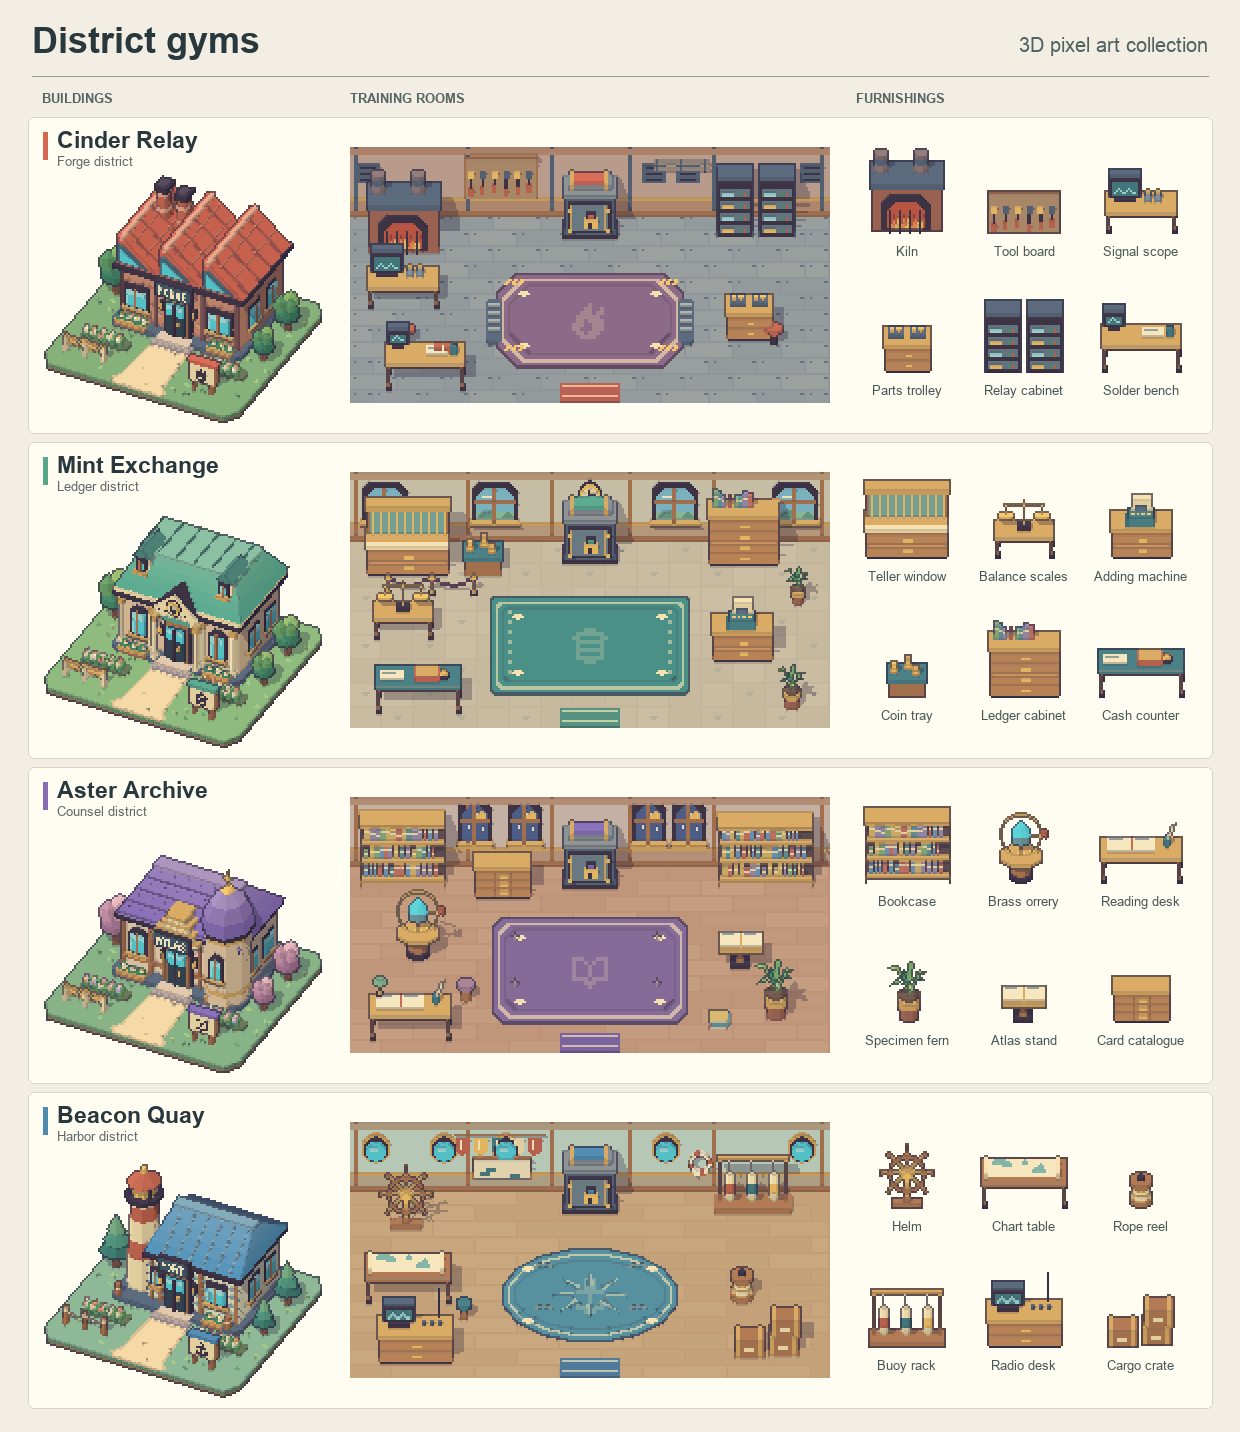 District gyms
3D pixel art collection
BUILDINGS
TRAINING ROOMS
FURNISHINGS
Cinder Relay
Forge district
Kiln
Tool board
Signal scope
Parts trolley
Relay cabinet
Solder bench
Mint Exchange
Ledger district
Teller window
Balance scales
Adding machine
Coin tray
Ledger cabinet
Cash counter
Aster Archive
Counsel district
Bookcase
Brass orrery
Reading desk
Specimen fern
Atlas stand
Card catalogue
Beacon Quay
Harbor district
Helm
Chart table
Rope reel
Buoy rack
Radio desk
Cargo crate